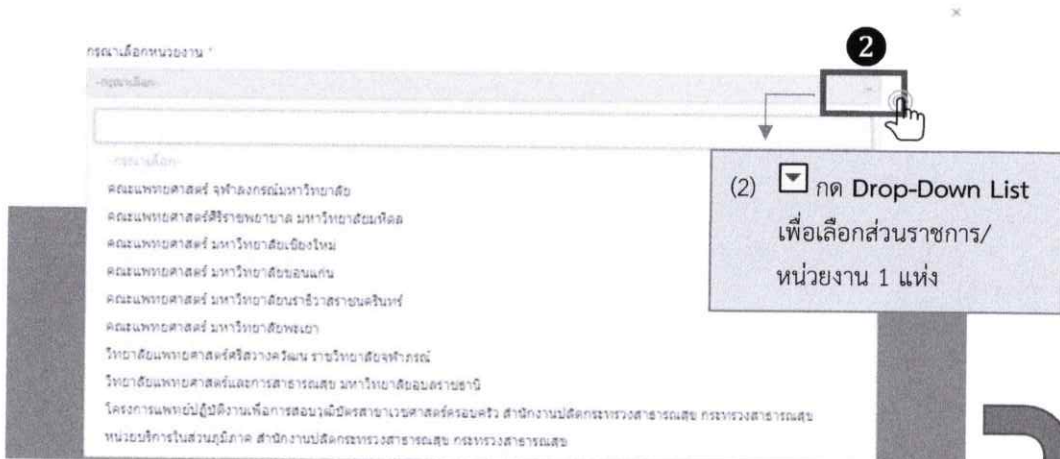 ×
กรุณาเลือกหน่วยงาน *
2
-กรุณาเลือก-
-กรุณาเลือก-
คณะแพทยศาสตร์ จุฬาลงกรณ์มหาวิทยาลัย
คณะแพทยศาสตร์ศิริราชพยาบาล มหาวิทยาลัยมหิดล
คณะแพทยศาสตร์ มหาวิทยาลัยเชียงใหม่
คณะแพทยศาสตร์ มหาวิทยาลัยขอนแก่น
คณะแพทยศาสตร์ มหาวิทยาลัยนราธิวาสราชนครินทร์
คณะแพทยศาสตร์ มหาวิทยาลัยพะเยา
วิทยาลัยแพทยศาสตร์ศรีสวางควัฒน ราชวิทยาลัยจุฬาภรณ์
วิทยาลัยแพทยศาสตร์และการสาธารณสุข มหาวิทยาลัยอุบลราชธานี
โครงการแพทย์ปฏิบัติงานเพื่อการสอบวุฒิบัตรสาขาเวชศาสตร์ครอบครัว สำนักงานปลัดกระทรวงสาธารณสุข กระทรวงสาธารณสุข
หน่วยบริการในส่วนภูมิภาค สำนักงานปลัดกระทรวงสาธารณสุข กระทรวงสาธารณสุข
(2) กด Drop-Down List
เพื่อเลือกส่วนราชการ/
หน่วยงาน 1 แห่ง